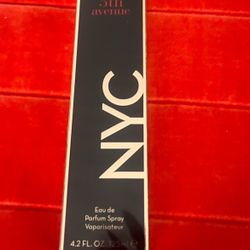 5th
avenue
NYC
Eau de
Parfum Spray
Vaporisateur
4.2 FL. OZ. 125 ml e